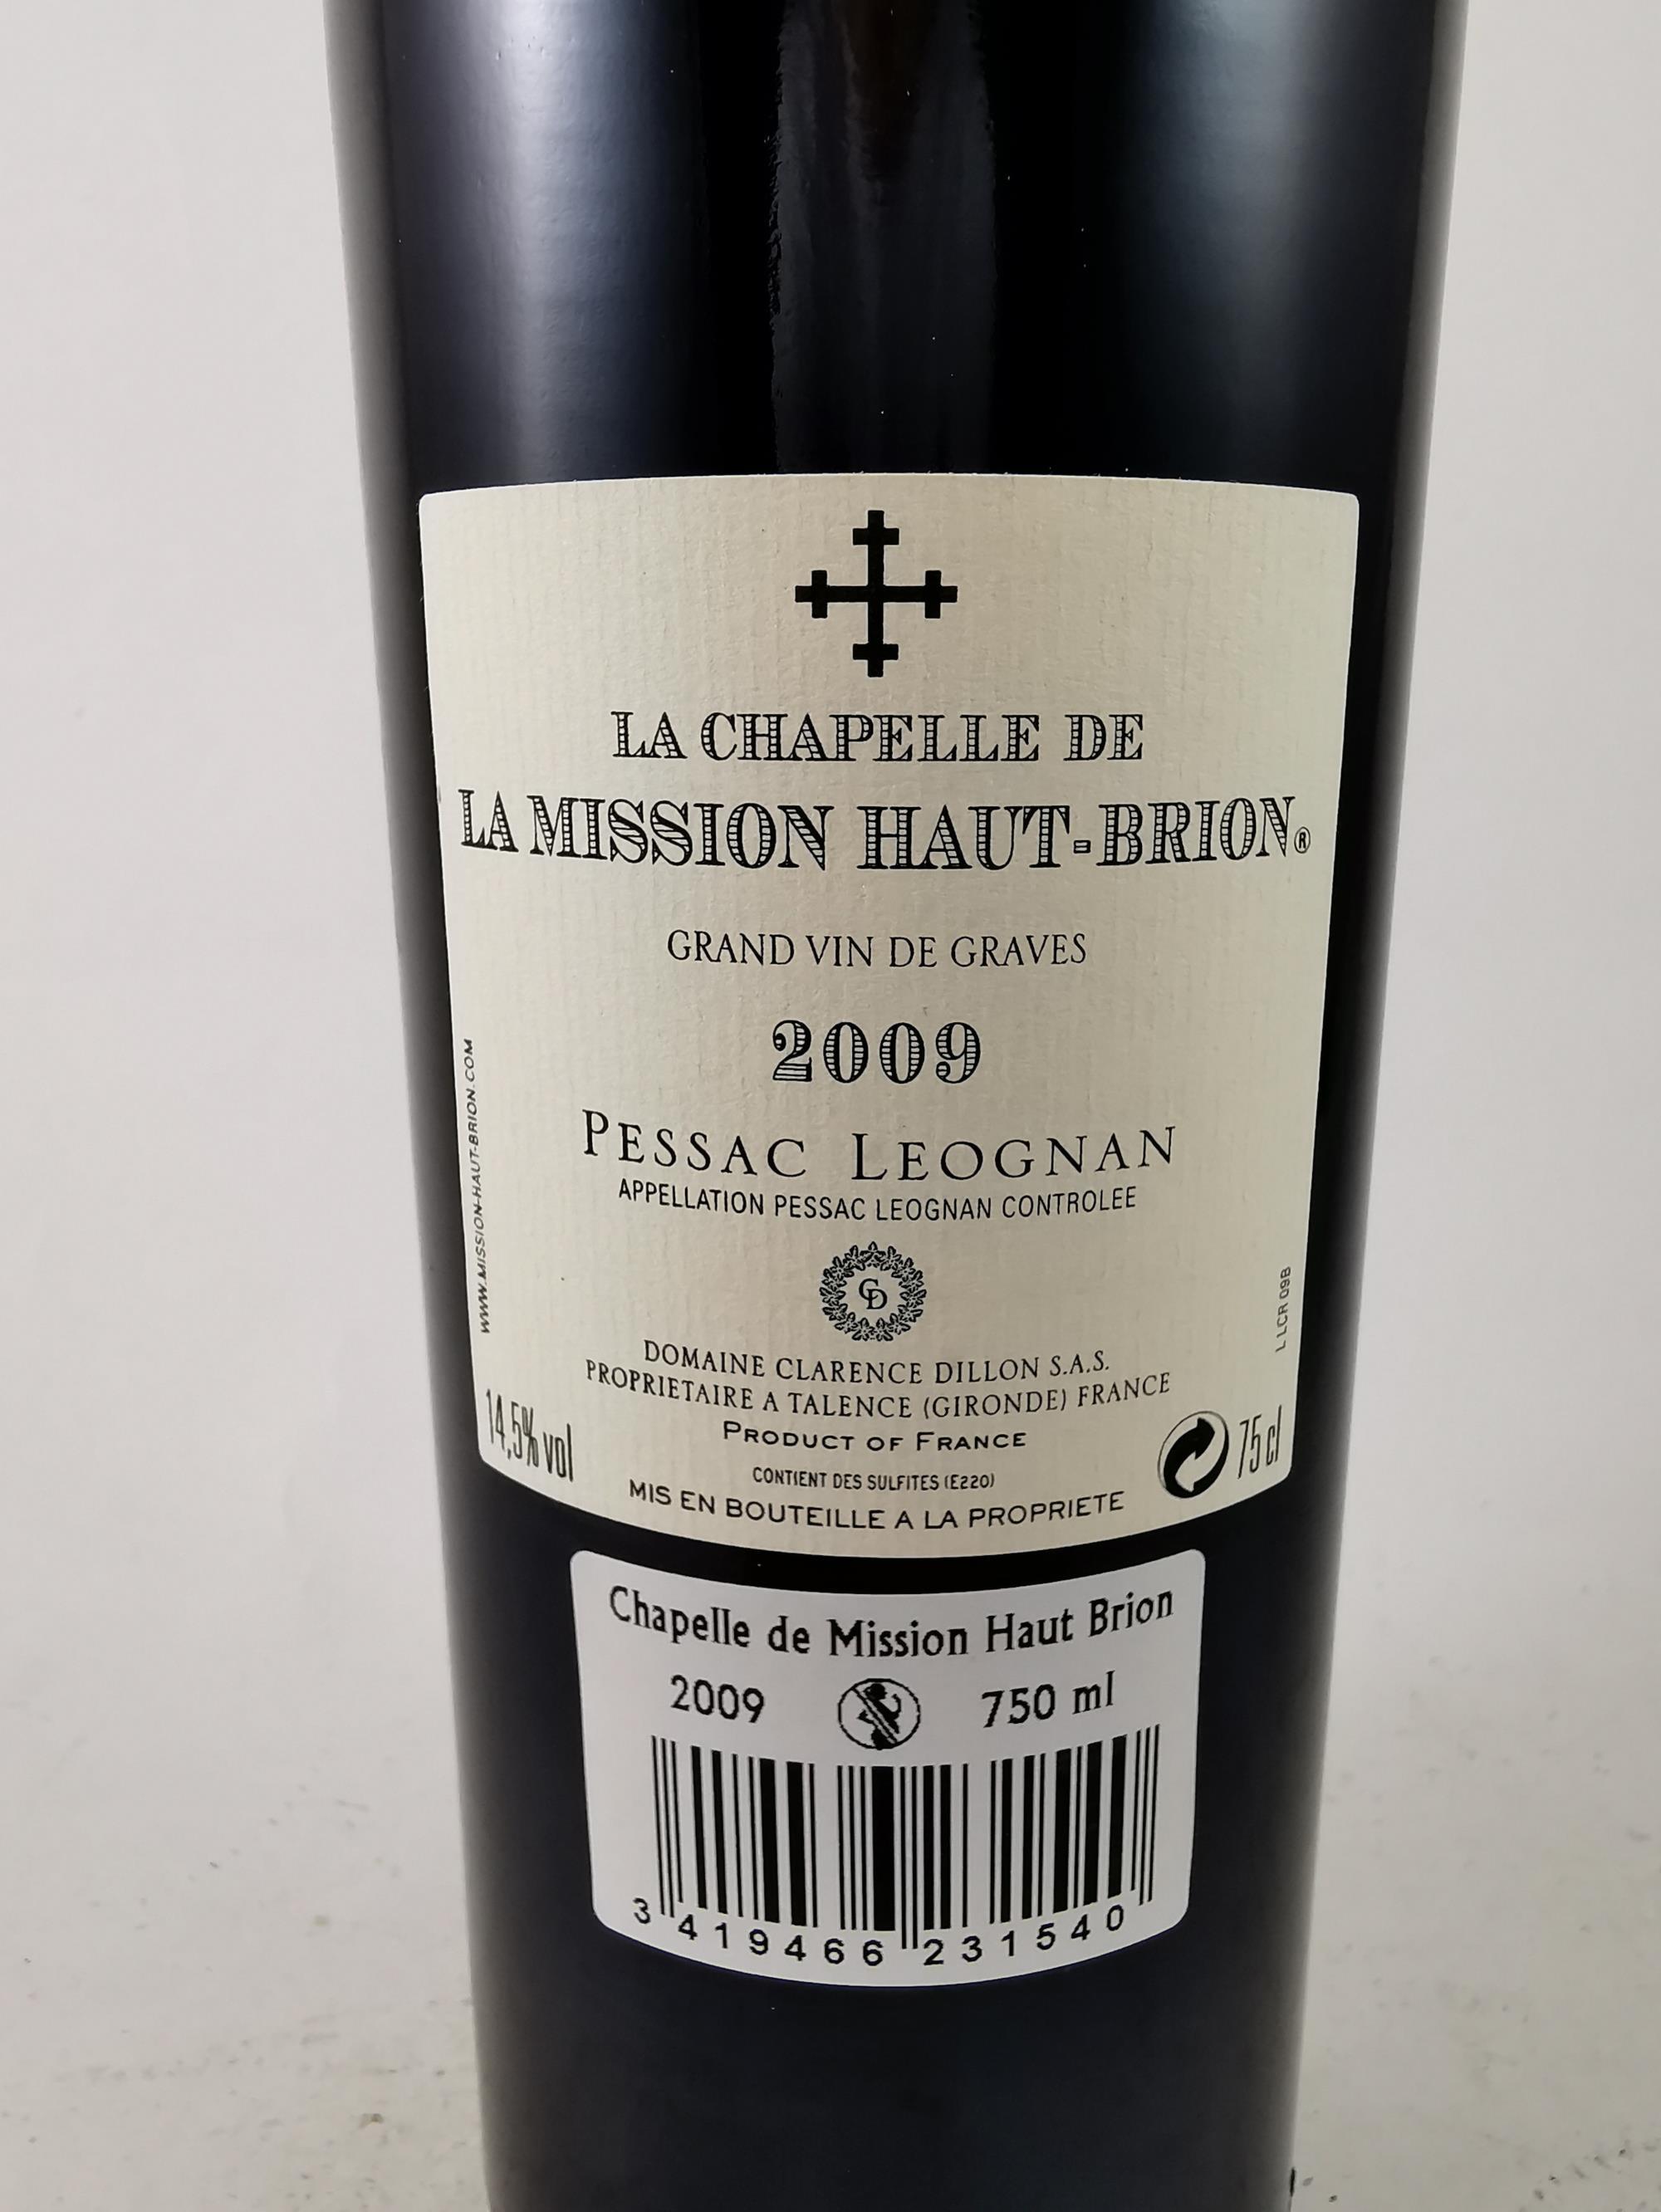 LA CHAPELLE DE
LA MISSION HAUT-BRION®
GRAND VIN DE GRAVES
2009
PESSAC LEOGNAN
APPELLATION PESSAC LEOGNAN CONTROLEE
WWW.MISSION-HAUT-BRION.COM
CD
L LCR 09B
DOMAINE CLARENCE DILLON S.A.S.
PROPRIETAIRE A TALENCE (GIRONDE) FRANCE
PRODUCT OF FRANCE
14,5% vol
75 cl
CONTIENT DES SULFITES (E220)
MIS EN BOUTEILLE A LA PROPRIETE
Chapelle de Mission Haut Brion
2009 750 ml
3 419466 231540